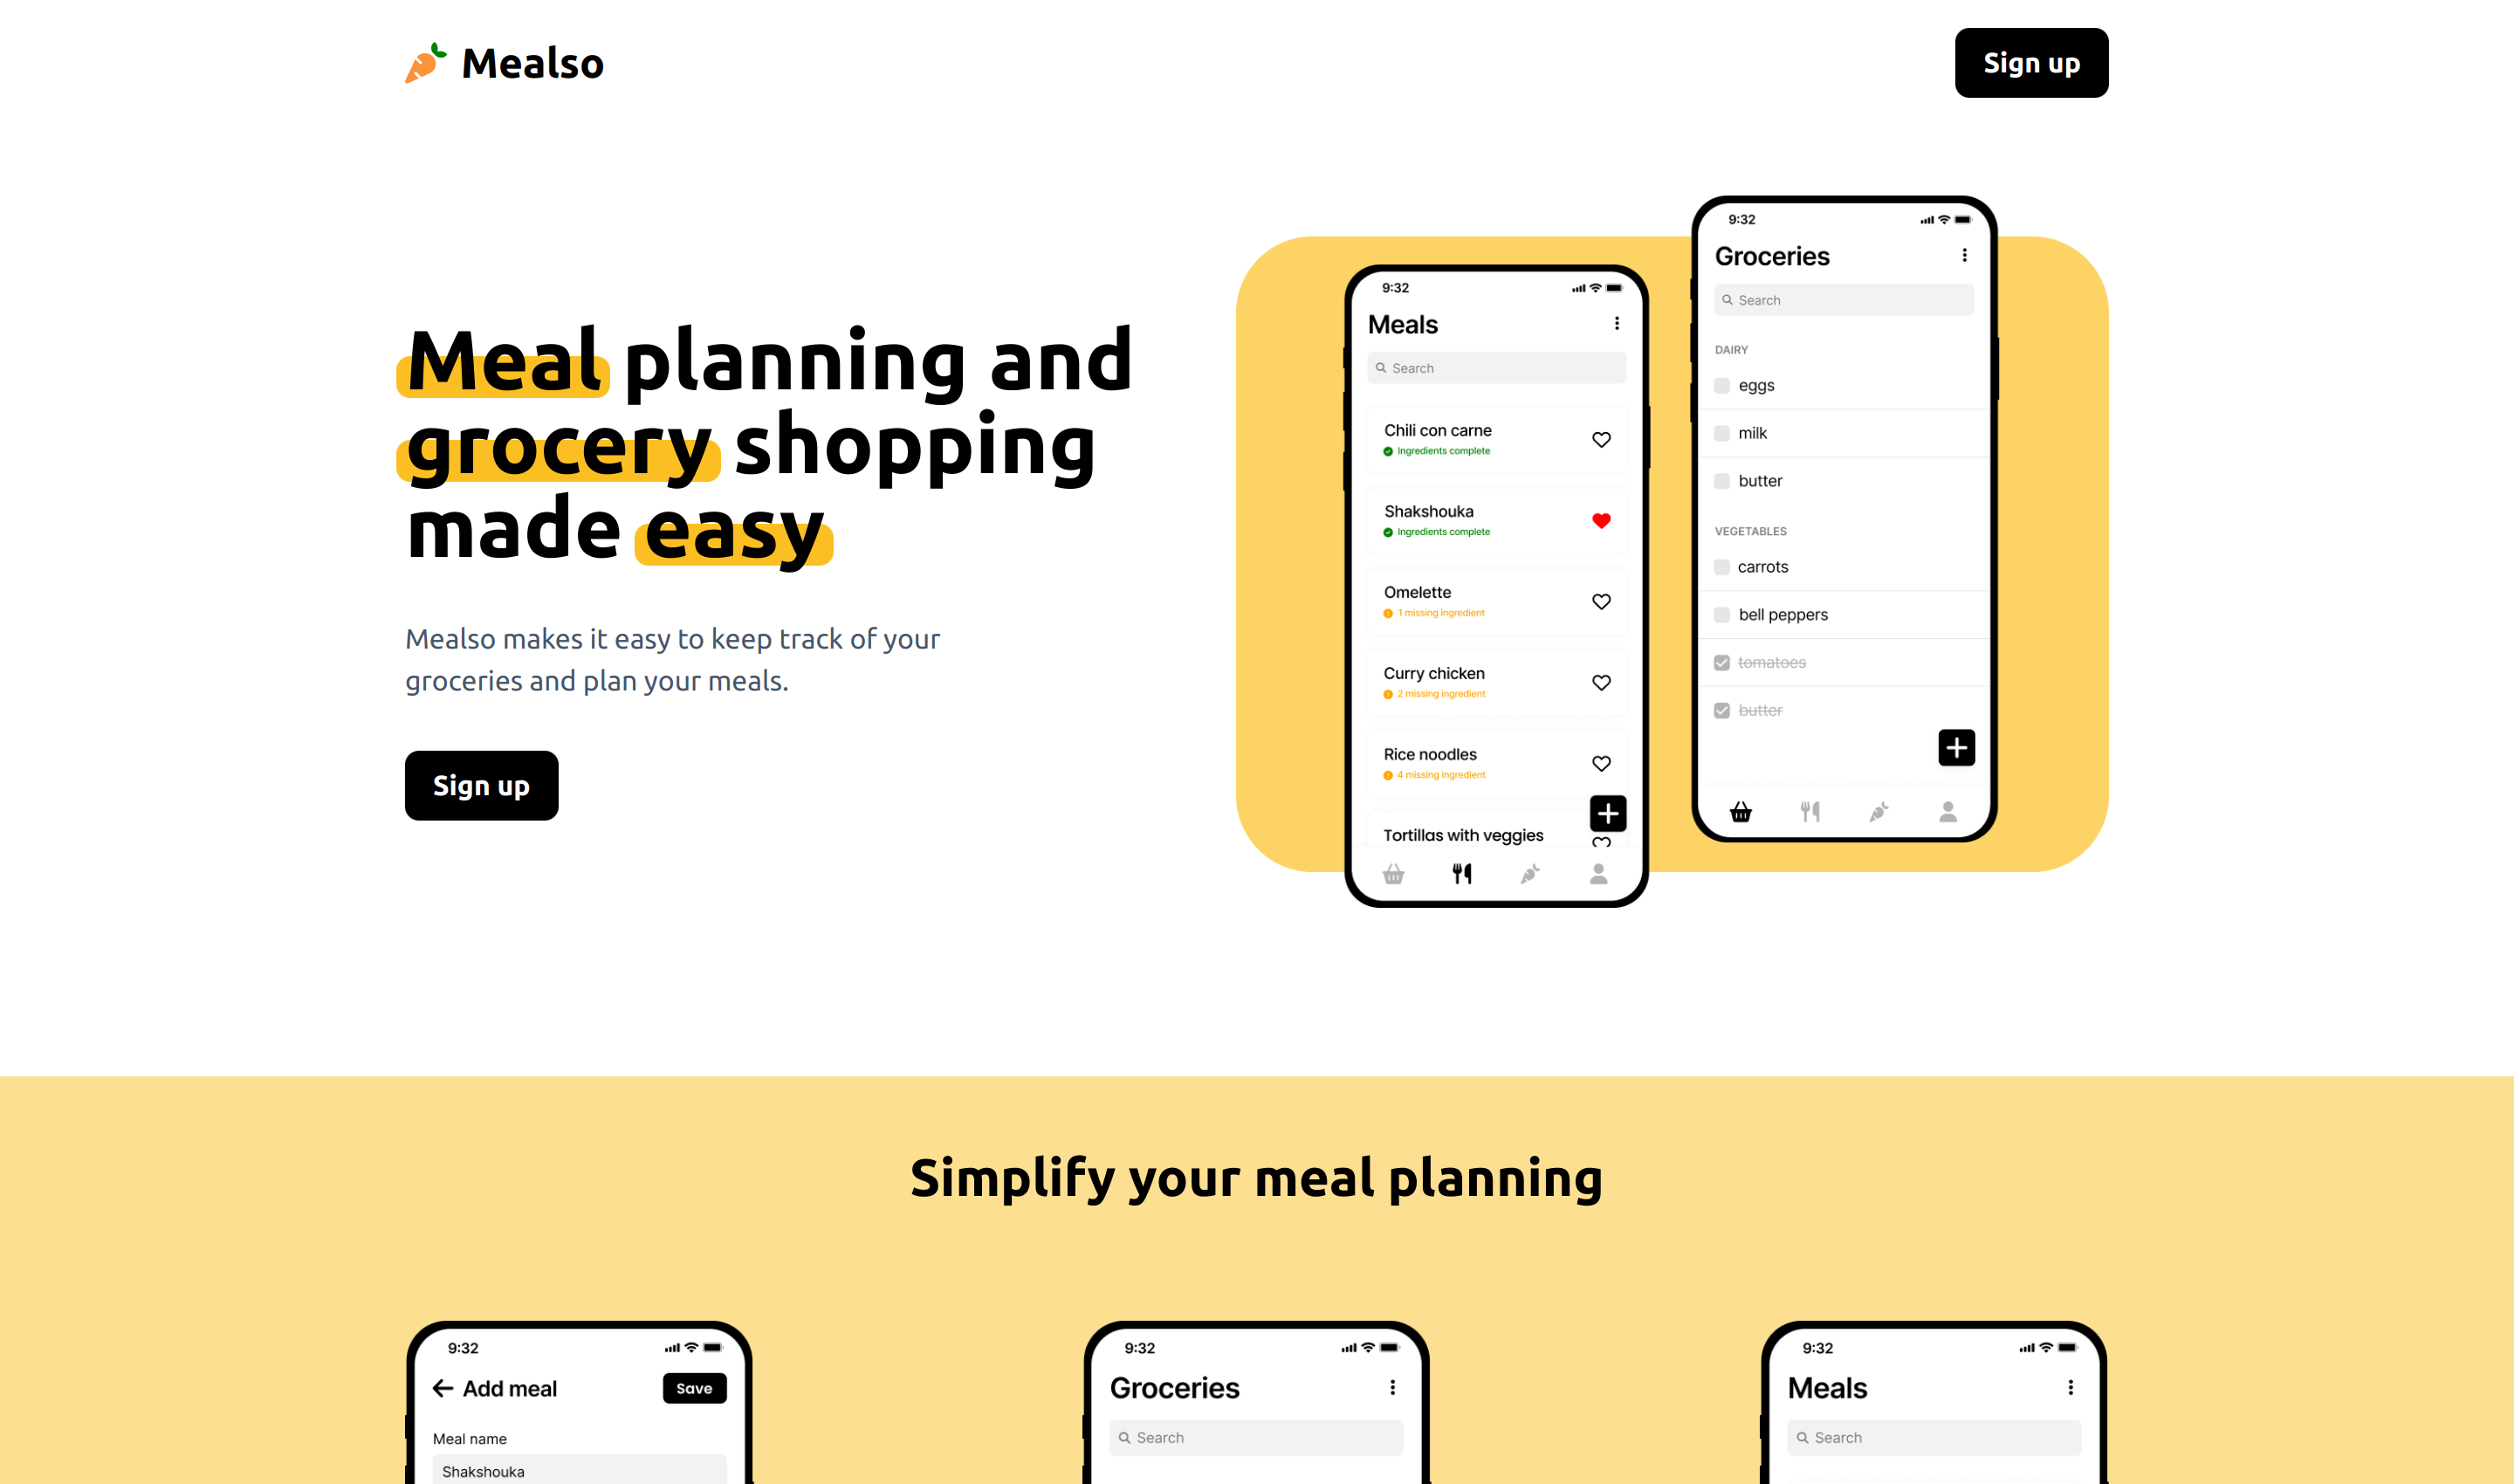 Mealso
Sign up
Meal planning and
grocery shopping
made easy
Mealso makes it easy to keep track of your
groceries and plan your meals.
Sign up
9:32
Meals
Search
Chili con carne
Ingredients complete
Shakshouka
Ingredients complete
Omelette
1 missing ingredient
Curry chicken
2 missing ingredient
Rice noodles
4 missing ingredient
Tortillas with veggies
9:32
Groceries
Search
DAIRY
eggs
milk
butter
VEGETABLES
carrots
bell peppers
tomatoes
butter
Simplify your meal planning
9:32
Add meal
Save
Meal name
Shakshouka
9:32
Groceries
Search
9:32
Meals
Search